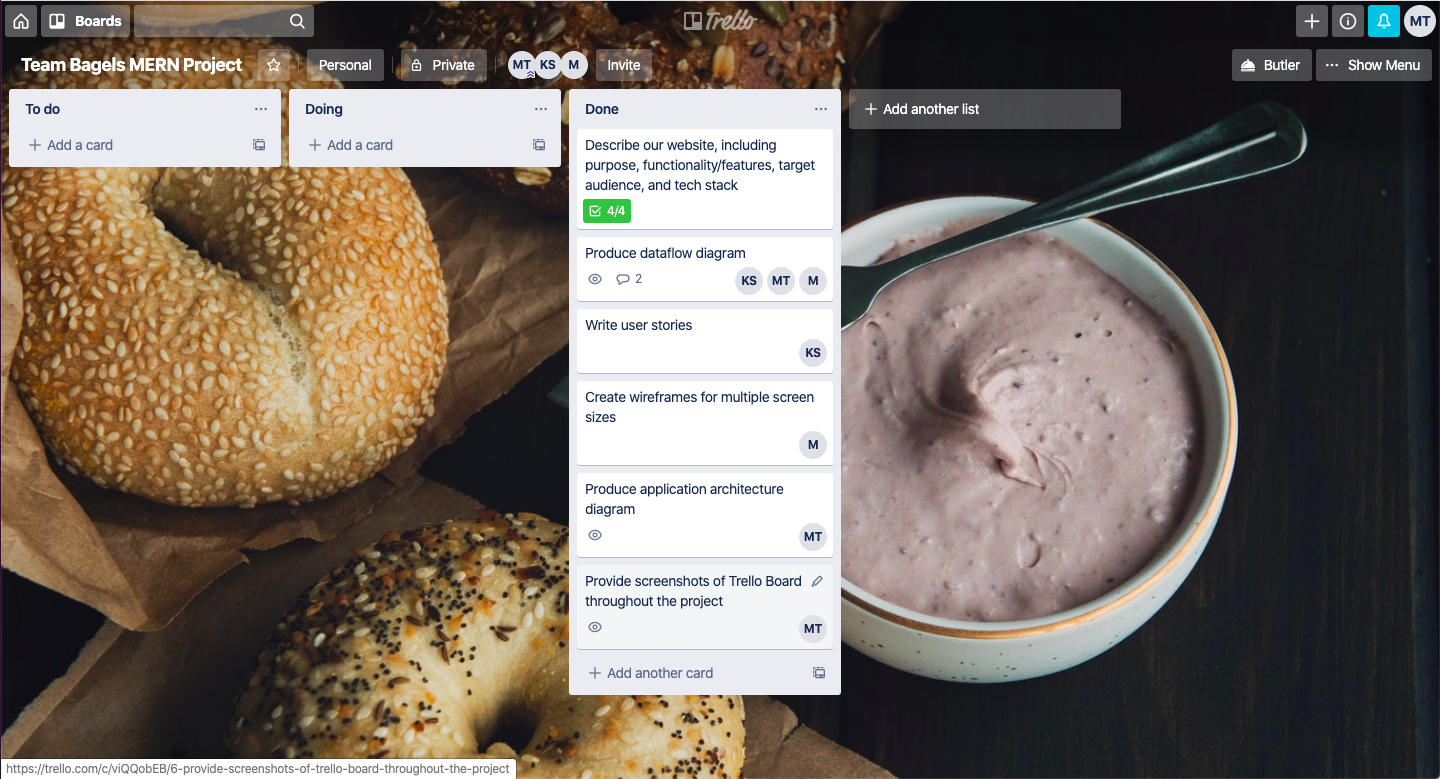 Boards
Trello
MT
Team Bagels MERN Project
Personal
Private
MT KS M
Invite
Butler
Show Menu
To do
Add a card
Doing
Add a card
Done
Describe our website, including
purpose, functionality/features, target
audience, and tech stack
4/4
Produce dataflow diagram
2
KS MT M
Write user stories
KS
Create wireframes for multiple screen
sizes
M
Produce application architecture
diagram
MT
Provide screenshots of Trello Board
throughout the project
MT
Add another card
Add another list
https://trello.com/c/viQQobEB/6-provide-screenshots-of-trello-board-throughout-the-project